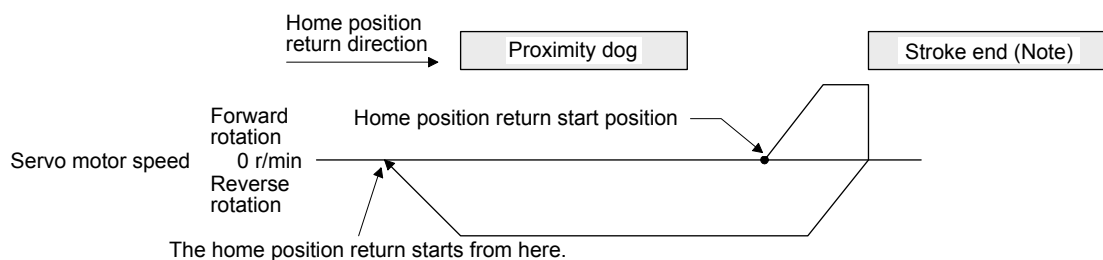 Home position
return direction
Proximity dog
Stroke end (Note)
Forward
rotation
Home position return start position
Servo motor speed
0 r/min
Reverse
rotation
The home position return starts from here.